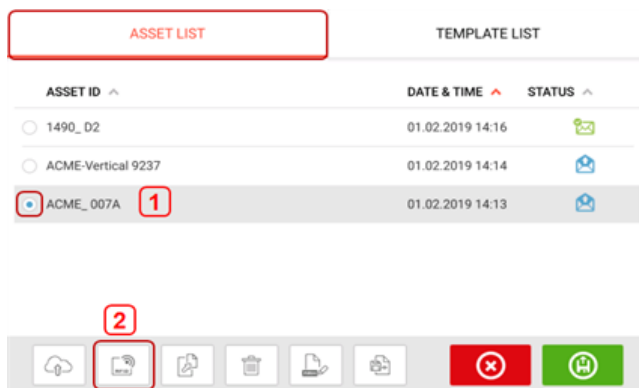 ASSET LIST TEMPLATE LIST
ASSET ID DATE & TIME STATUS
1490_ D2 01.02.2019 14:16
ACME-Vertical 9237 01.02.2019 14:14
ACME_ 007A 1 01.02.2019 14:13
2
RFID